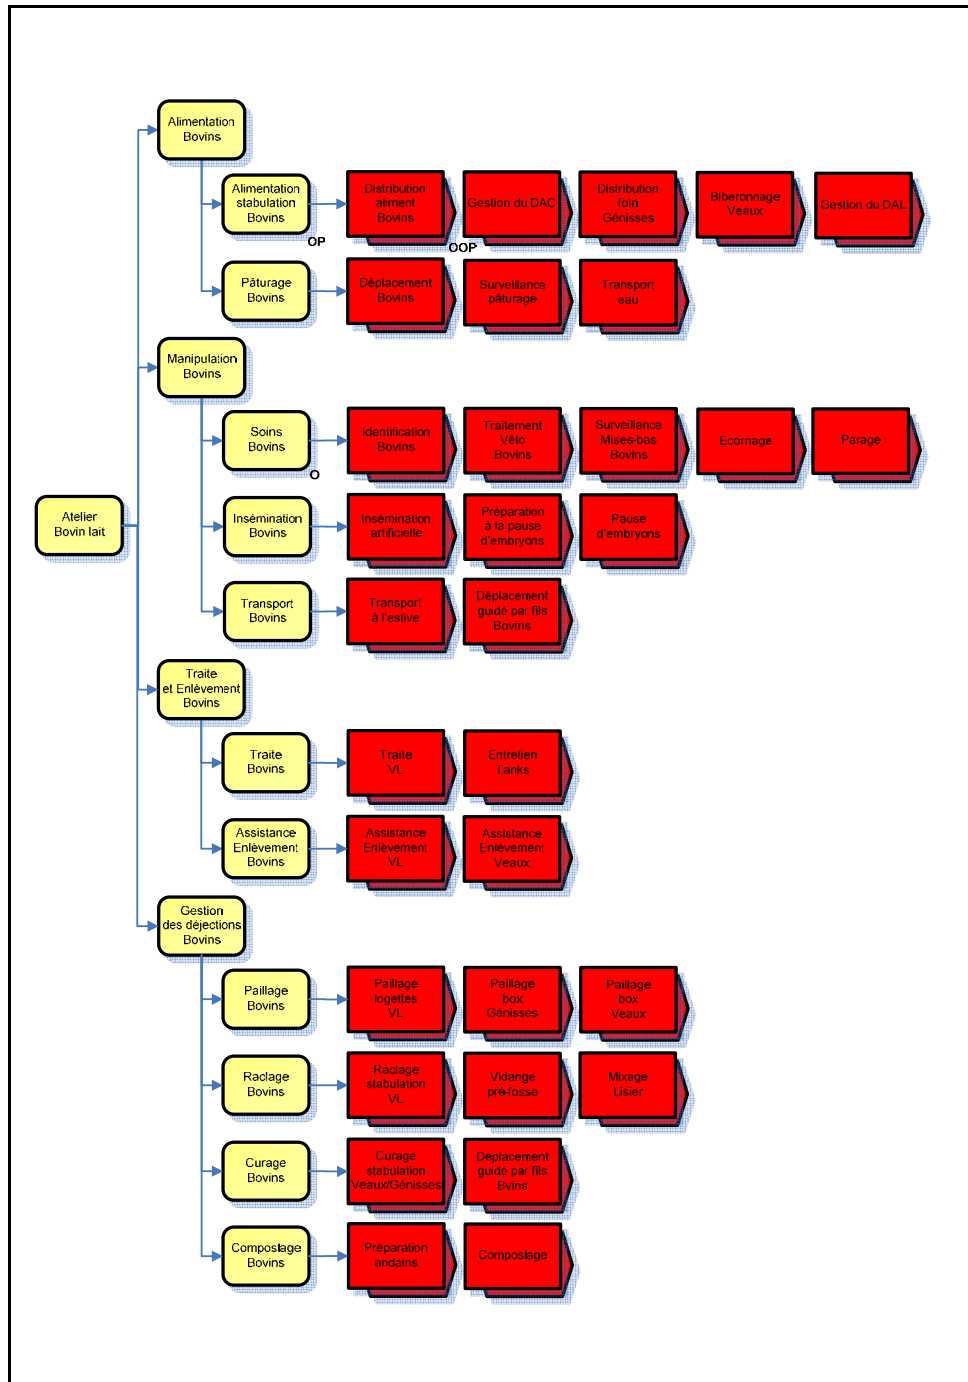 Alimentation
Bovins
Alimentation
stabulation
Bovins
OP
Distribution
aliment
Bovins
OOP
Gestion du DAC
Distribution
foin
Génisses
Biberonnage
Veaux
Gestion du DAL
Pâturage
Bovins
Déplacement
Bovins
Surveillance
pâturage
Transport
eau
Manipulation
Bovins
Soins
Bovins
O
Identification
Bovins
Traitement
Véto
Bovins
Surveillance
Mises-bas
Bovins
Ecornage
Parage
Atelier
Bovin lait
Insémination
Bovins
Insémination
artificielle
Préparation
à la pause
d'embryons
Pause
d'embryons
Transport
Bovins
Transport
à l'estive
Déplacement
guidé par fils
Bovins
Traite
et Enlèvement
Bovins
Traite
Bovins
Traite
VL
Entretien
Tanks
Assistance
Enlèvement
Bovins
Assistance
Enlèvement
VL
Assistance
Enlèvement
Veaux
Gestion
des déjections
Bovins
Paillage
Bovins
Paillage
logettes
VL
Paillage
box
Génisses
Paillage
box
Veaux
Raclage
Bovins
Raclage
stabulation
VL
Vidange
pré-fosse
Mixage
Lisier
Curage
Bovins
Curage
stabulation
Veaux/Génisses
Déplacement
guidé par fils
Bvins
Compostage
Bovins
Préparation
andains
Compostage